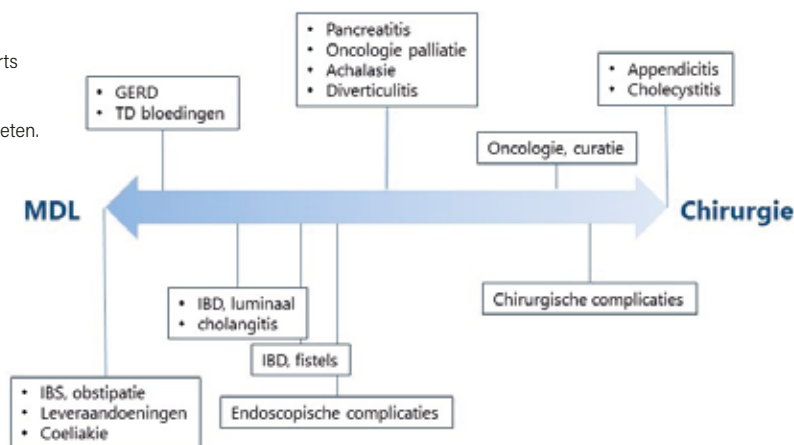 rts
eten.
• Pancreatitis
• Oncologie palliatie
• Achalasie
• Diverticulitis
• GERD
• TD bloedingen
• Appendicitis
• Cholecystitis
Oncologie, curatie
MDL
Chirurgie
• IBD, luminaal
• cholangitis
Chirurgische complicaties
IBD, fistels
• IBS, obstipatie
• Leveraandoeningen
• Coeliakie
Endoscopische complicaties